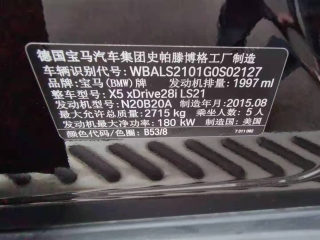 德国宝马汽车集团史帕滕博格工厂制造
车辆识别代号: WBALS2101G0S02127
品牌: 宝马(BMW)牌 发动机排量: 1997 ml
整车型号: X5 xDrive28i LS21
发动机型号: N20B20A 制造年月: 2015.08
最大允许总质量: 2715 kg 乘坐人数: 5 人
发动机最大净功率: 180 kW 制造国: 美国
颜色代码/色圈: B53/8